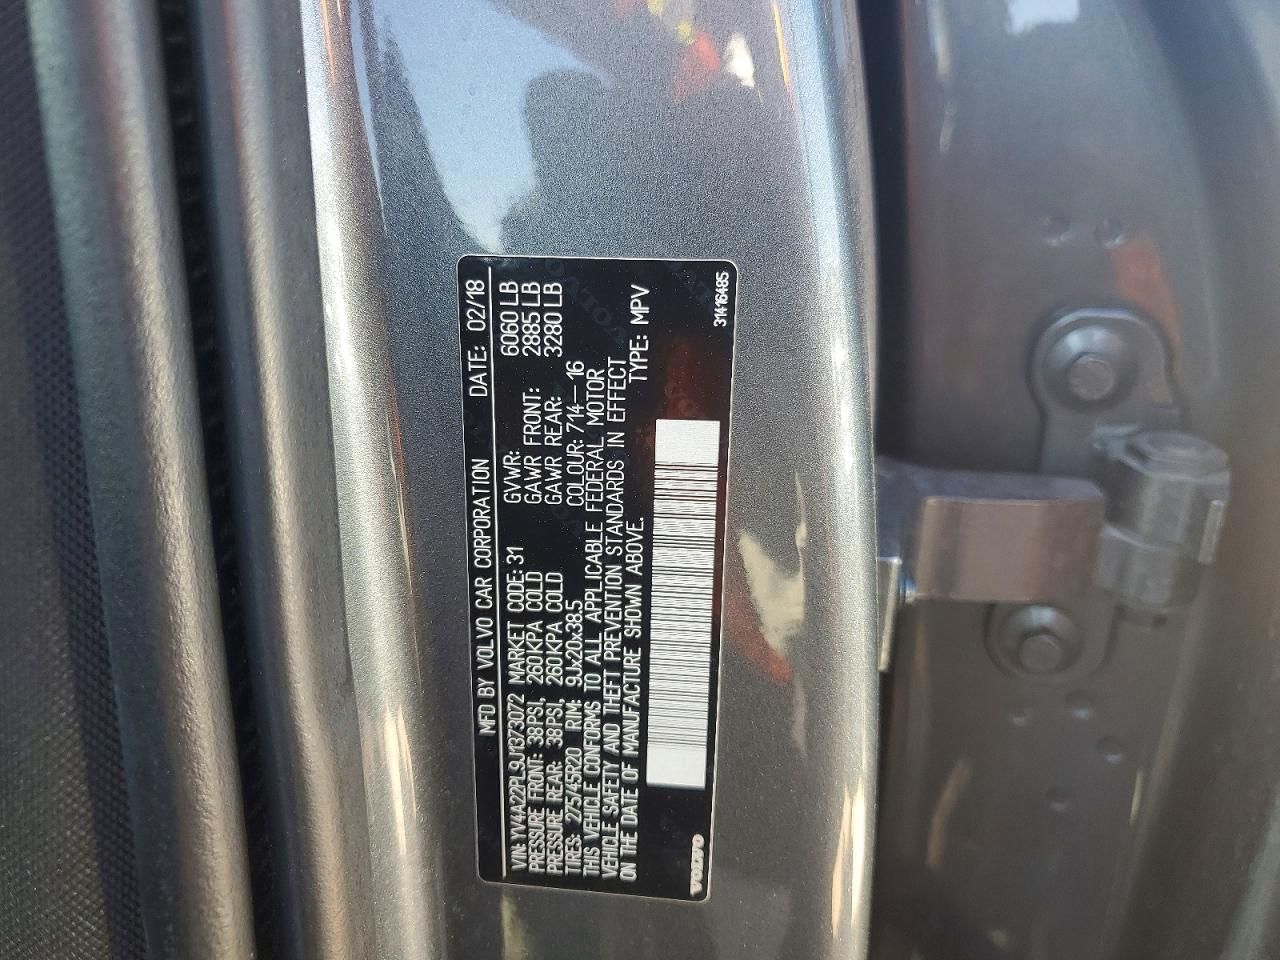 MFD BY VOLVO CAR CORPORATION DATE: 02/18
VIN: YV4A22PL9J1373072 MARKET CODE: 31 GVWR: 6060 LB
PRESSURE FRONT: 38PSI, 260KPA COLD GAWR FRONT: 2885 LB
PRESSURE REAR: 38PSI, 260KPA COLD GAWR REAR: 3280 LB
TIRES: 275/45R20 RIM: 9Jx20x38.5 COLOUR: 714-16
THIS VEHICLE CONFORMS TO ALL APPLICABLE FEDERAL MOTOR
VEHICLE SAFETY AND THEFT PREVENTION STANDARDS IN EFFECT
ON THE DATE OF MANUFACTURE SHOWN ABOVE. TYPE: MPV
VOLVO
31416485